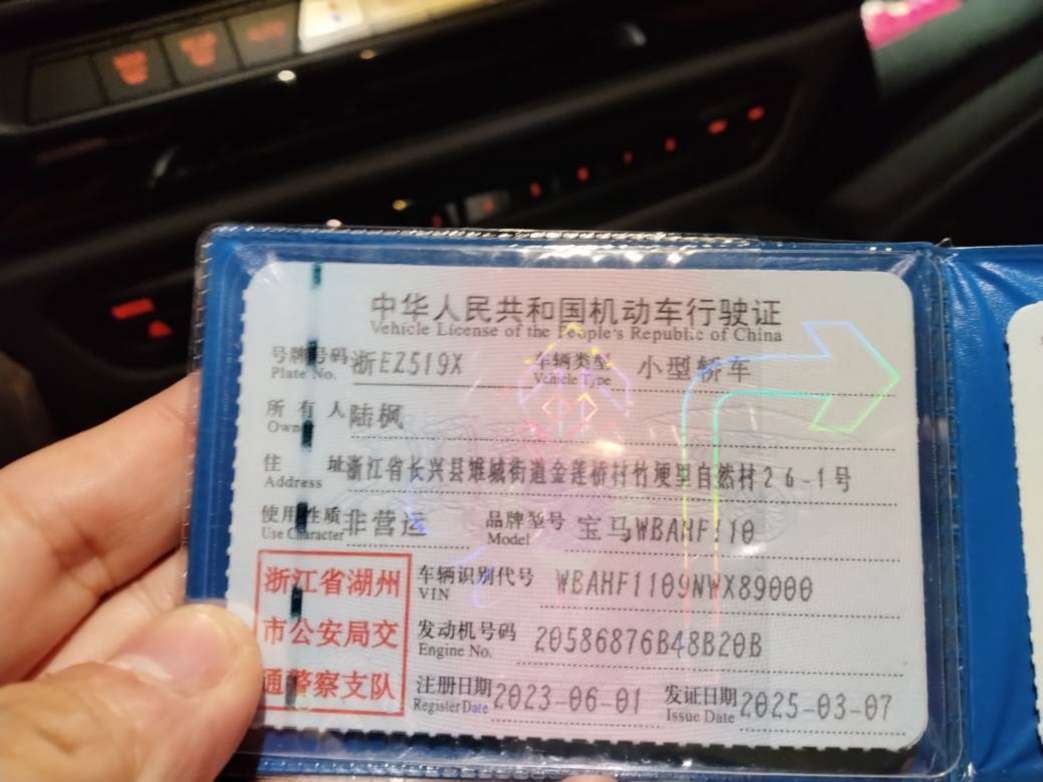 中华人民共和国机动车行驶证
Vehicle License of the People's Republic of China
号牌号码 浙EZ519X 车辆类型 小型轿车
Plate No. Vehicle Type
所有人 陆枫
Owner
住址 浙江省长兴县雉城街道金莲桥村竹埂里自然村26-1号
Address
使用性质 非营运 品牌型号 宝马WBAHF110
Use Character Model
浙江省湖州
市公安局交
通警察支队
车辆识别代号 WBAHF1109NWX89000
VIN
发动机号码 20586876B48B20B
Engine No.
注册日期 2023-06-01 发证日期 2025-03-07
Register Date Issue Date